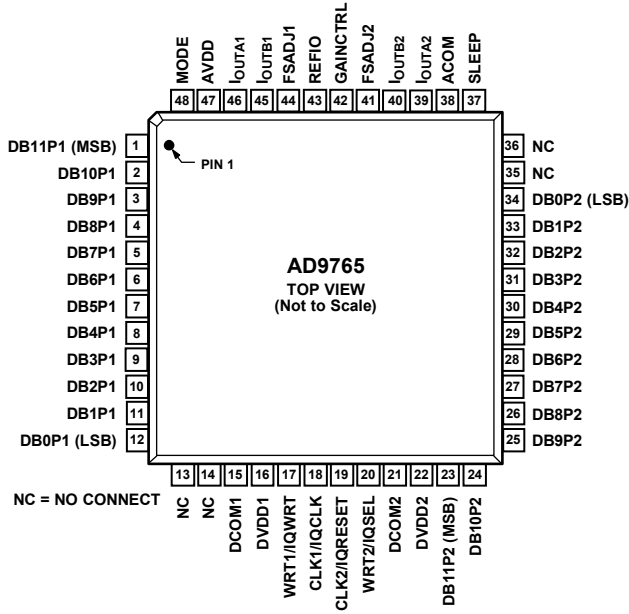 MODE
AVDD
IOUTA1
IOUTB1
FSADJ1
REFIO
GAINCTRL
FSADJ2
IOUTB2
IOUTA2
ACOM
SLEEP
48 47 46 45 44 43 42 41 40 39 38 37
DB11P1 (MSB) 1
DB10P1 2
DB9P1 3
DB8P1 4
DB7P1 5
DB6P1 6
DB5P1 7
DB4P1 8
DB3P1 9
DB2P1 10
DB1P1 11
DB0P1 (LSB) 12
PIN 1
AD9765
TOP VIEW
(Not to Scale)
36 NC
35 NC
34 DB0P2 (LSB)
33 DB1P2
32 DB2P2
31 DB3P2
30 DB4P2
29 DB5P2
28 DB6P2
27 DB7P2
26 DB8P2
25 DB9P2
13 14 15 16 17 18 19 20 21 22 23 24
NC
NC
DCOM1
DVDD1
WRT1/IQWRT
CLK1/IQCLK
CLK2/IQRESET
WRT2/IQSEL
DCOM2
DVDD2
DB11P2 (MSB)
DB10P2
NC = NO CONNECT